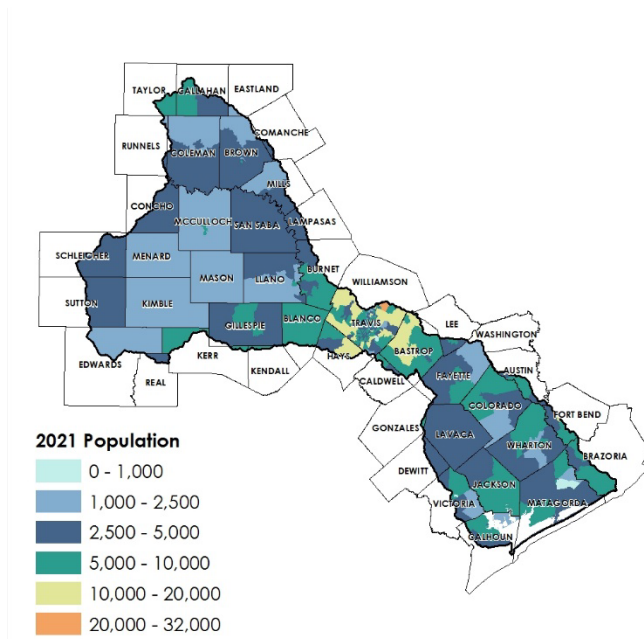 TAYLOR
CALLAHAN
EASTLAND
RUNNELS
COLEMAN
BROWN
COMANCHE
MILLS
CONCHO
MCCULLOCH
SAN SABA
LAMPASAS
SCHLEICHER
MENARD
MASON
LLANO
BURNET
WILLIAMSON
SUTTON
KIMBLE
GILLESPIE
BLANCO
TRAVIS
LEE
WASHINGTON
EDWARDS
REAL
KERR
KENDALL
HAYS
BASTROP
CALDWELL
FAYETTE
AUSTIN
COLORADO
FORT BEND
GONZALES
LAVACA
WHARTON
BRAZORIA
DEWITT
JACKSON
VICTORIA
MATAGORDA
CALHOUN
2021 Population
0 - 1,000
1,000 - 2,500
2,500 - 5,000
5,000 - 10,000
10,000 - 20,000
20,000 - 32,000